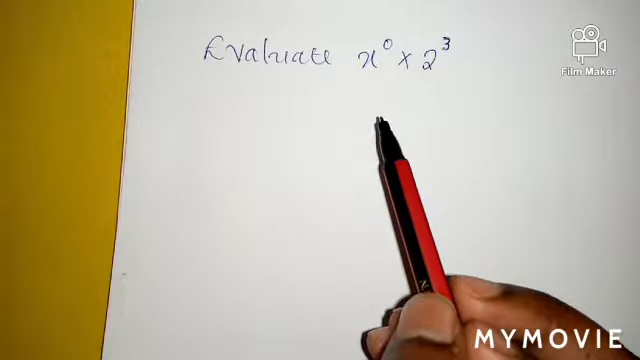 Evaluate x⁰ × 2³
Film Maker
MYMOVIE